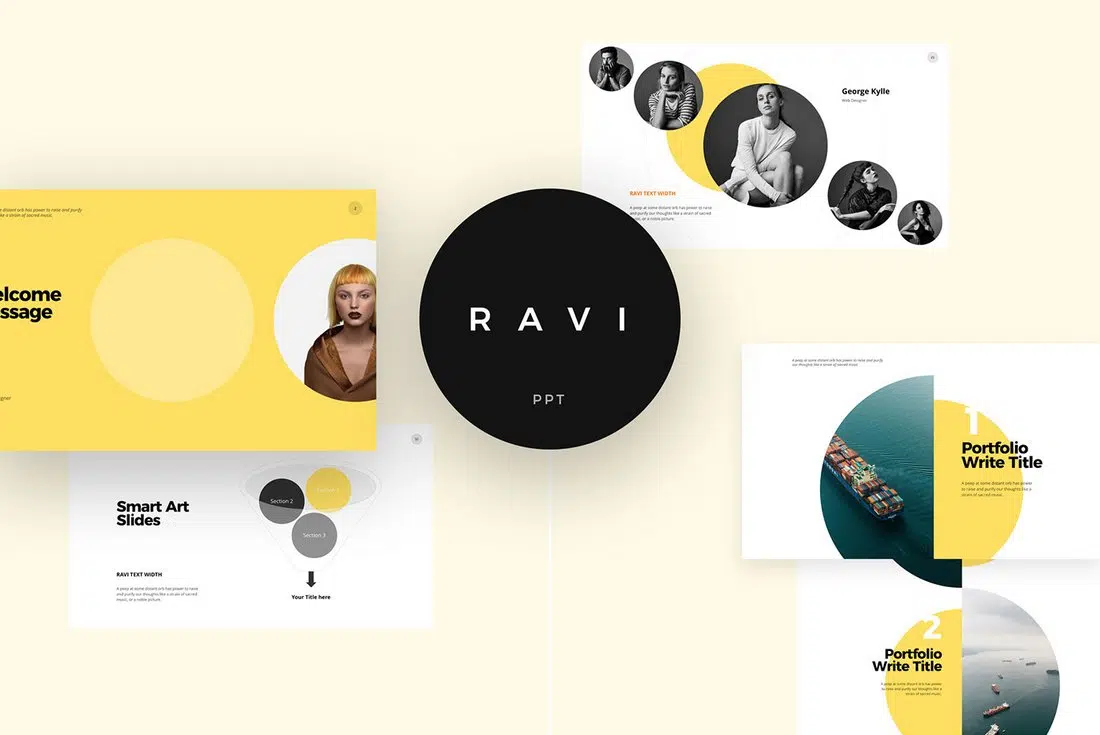 George Kylle
Web Designer
RAVI TEXT WIDTH
A peep at some distant orb has power to raise
and purify our thoughts like a strain of sacred
music, or a noble picture.
e distant orb has power to raise and purify
ke a strain of sacred music.
2
elcome
ssage
igner
RAVI
PPT
Smart Art
Slides
Section 2
Section 3
RAVI TEXT WIDTH
A peep at some distant orb has power to raise
and purify our thoughts like a strain of sacred
music, or a noble picture.
Your Title here
A peep at some distant orb has power to raise and purify
our thoughts like a strain of sacred music
1
Portfolio
Write Title
A peep at some distant orb has power
to raise and purify our thoughts like a
strain of sacred music.
2
Portfolio
Write Title
A peep at some distant orb has power
to raise and purify our thoughts like a
strain of sacred music.